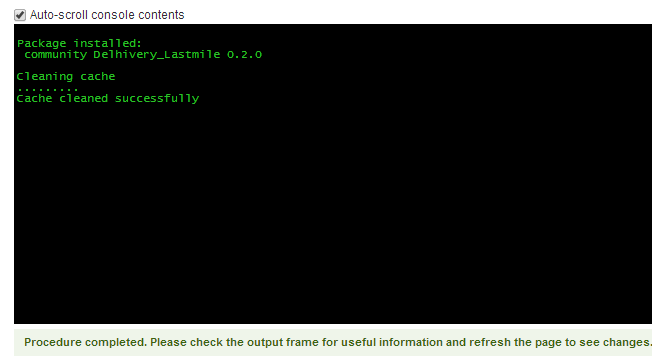 Auto-scroll console contents
Package installed:
community Delhivery_Lastmile 0.2.0
Cleaning cache
.........
Cache cleaned successfully
Procedure completed. Please check the output frame for useful information and refresh the page to see changes.